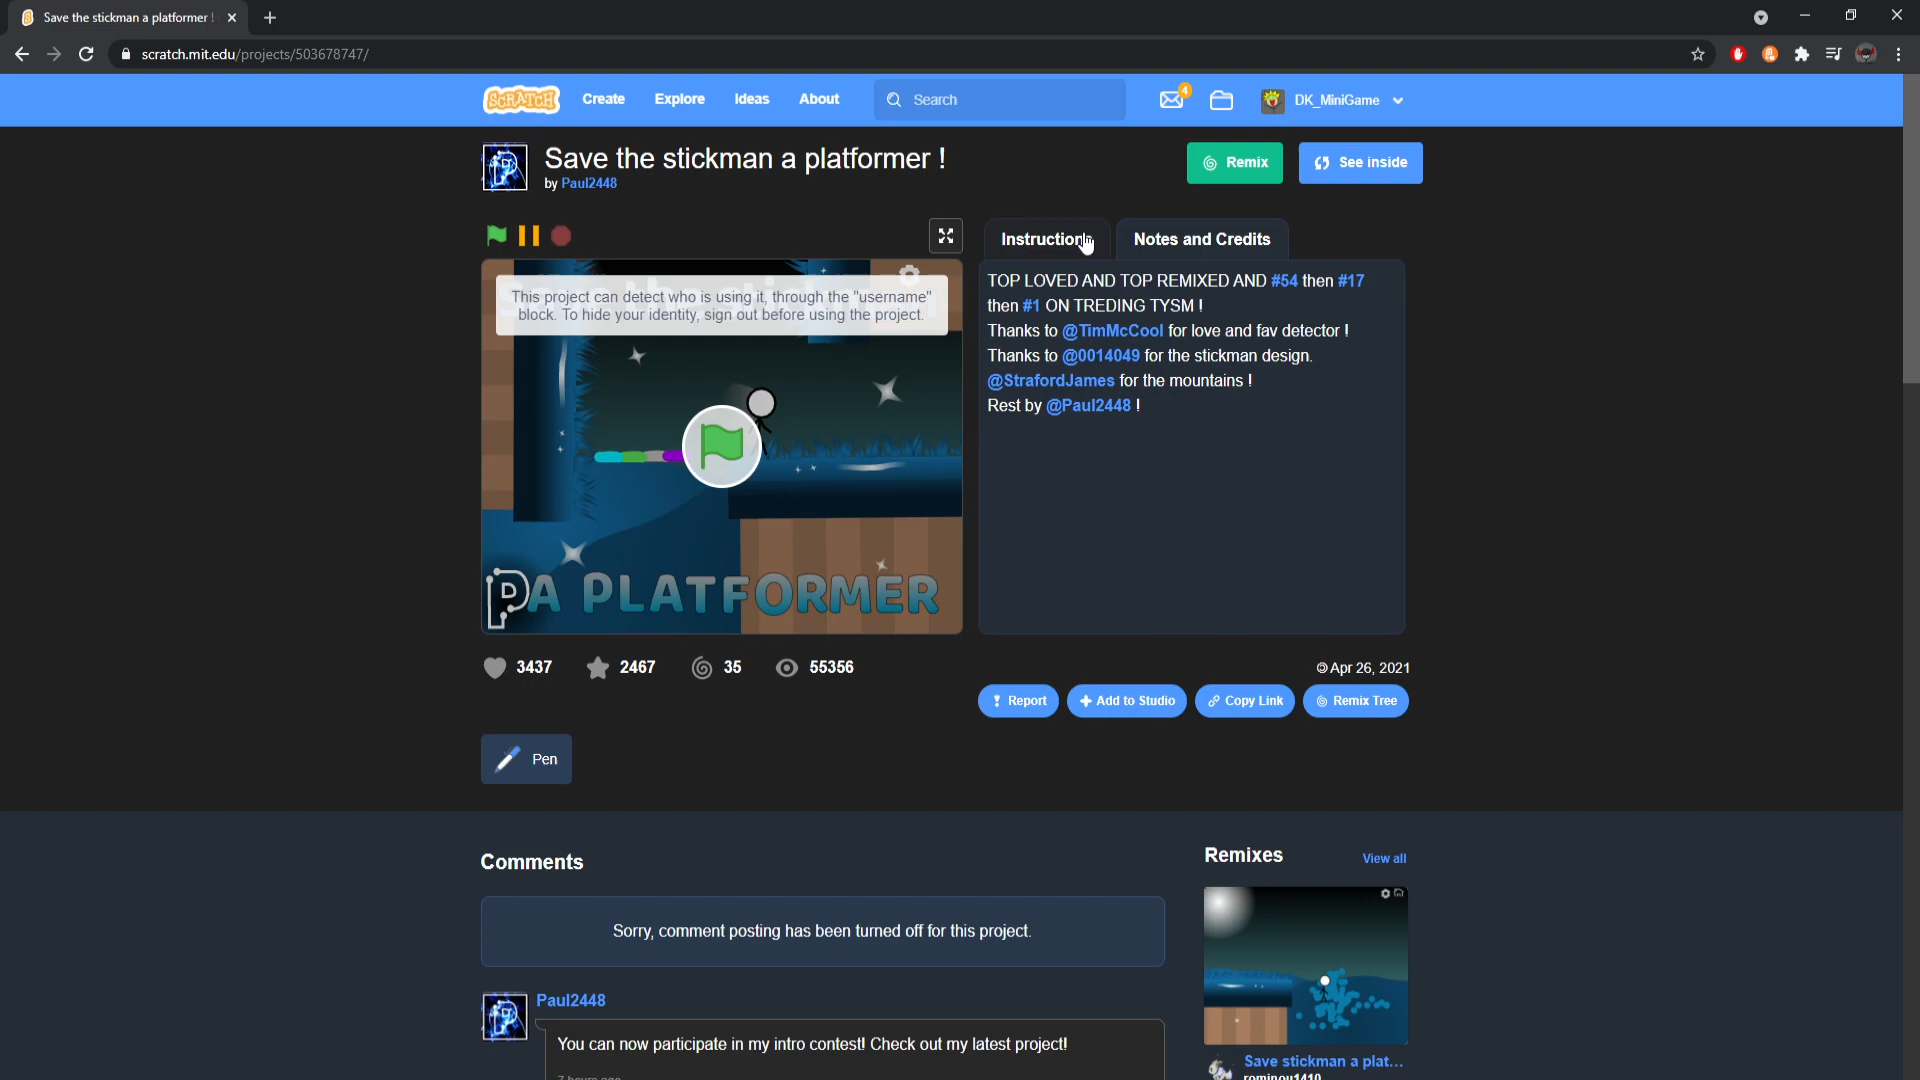 Save the stickman a platformer !
scratch.mit.edu/projects/503678747/
SCRATCH Create Explore Ideas About Search 4 DK_MiniGame
Save the stickman a platformer !
by Paul2448
Remix See inside
Instructions Notes and Credits
This project can detect who is using it, through the "username"
block. To hide your identity, sign out before using the project.
PA PLATFORMER
TOP LOVED AND TOP REMIXED AND #54 then #17
then #1 ON TREDING TYSM !
Thanks to @TimMcCool for love and fav detector !
Thanks to @0014049 for the stickman design.
@StrafordJames for the mountains !
Rest by @Paul2448 !
3437 2467 35 55356
© Apr 26, 2021
Report Add to Studio Copy Link Remix Tree
Pen
Comments
Sorry, comment posting has been turned off for this project.
Paul2448
You can now participate in my intro contest! Check out my latest project!
7 hours ago
Remixes View all
Save stickman a plat...
rominou1410